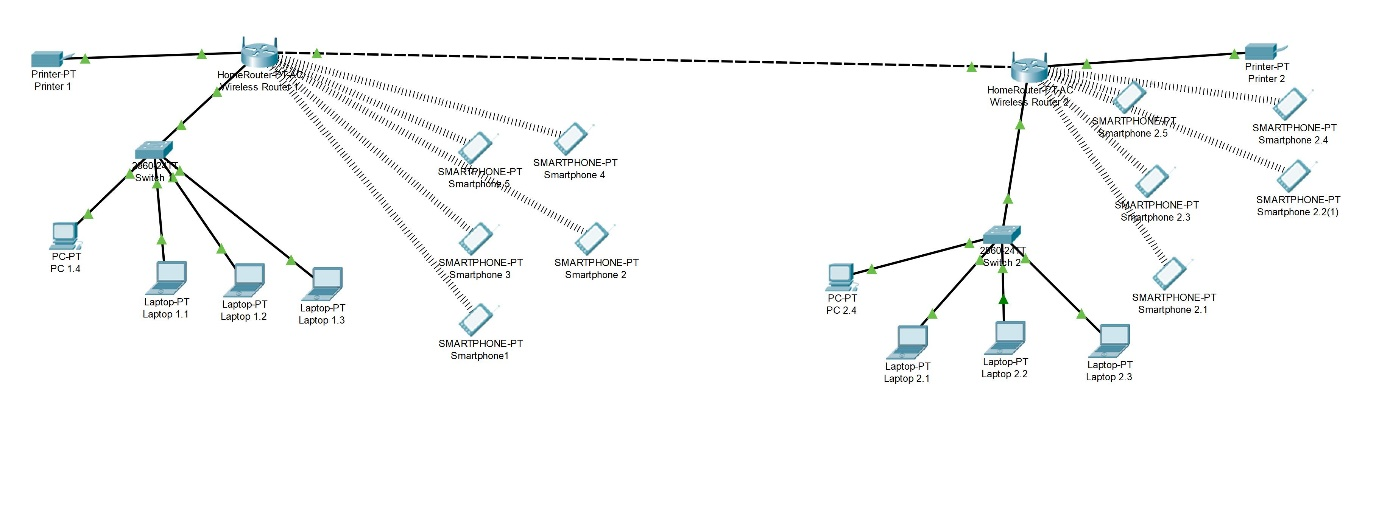 Printer-PT
Printer 1
HomeRouter-PT-AC
Wireless Router 1
2960-24TT
Switch 1
PC-PT
PC 1.4
Laptop-PT
Laptop 1.1
Laptop-PT
Laptop 1.2
Laptop-PT
Laptop 1.3
SMARTPHONE-PT
Smartphone 5
SMARTPHONE-PT
Smartphone 4
SMARTPHONE-PT
Smartphone 3
SMARTPHONE-PT
Smartphone 2
SMARTPHONE-PT
Smartphone1
HomeRouter-PT-AC
Wireless Router 2
Printer-PT
Printer 2
SMARTPHONE-PT
Smartphone 2.5
SMARTPHONE-PT
Smartphone 2.4
SMARTPHONE-PT
Smartphone 2.3
SMARTPHONE-PT
Smartphone 2.2(1)
SMARTPHONE-PT
Smartphone 2.1
2960-24TT
Switch 2
PC-PT
PC 2.4
Laptop-PT
Laptop 2.1
Laptop-PT
Laptop 2.2
Laptop-PT
Laptop 2.3